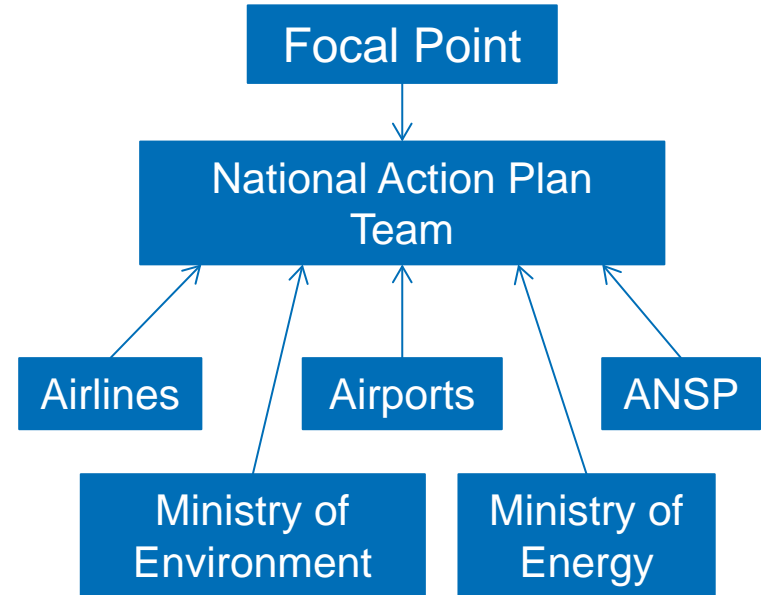 Focal Point
National Action Plan
Team
Airlines
Airports
ANSP
Ministry of
Environment
Ministry of
Energy